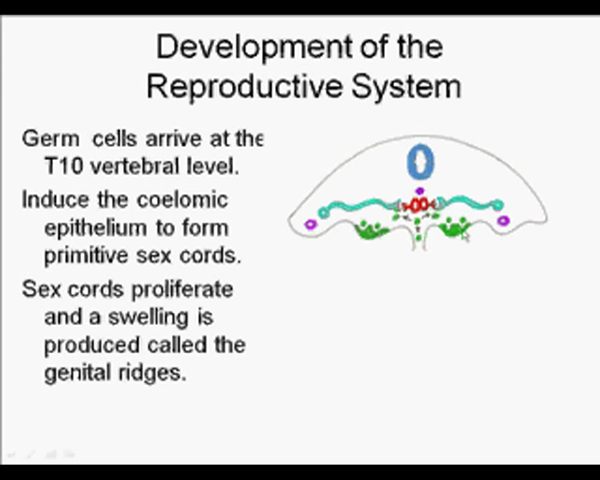 Development of the
Reproductive System
Germ cells arrive at the
T10 vertebral level.
Induce the coelomic
epithelium to form
primitive sex cords.
Sex cords proliferate
and a swelling is
produced called the
genital ridges.